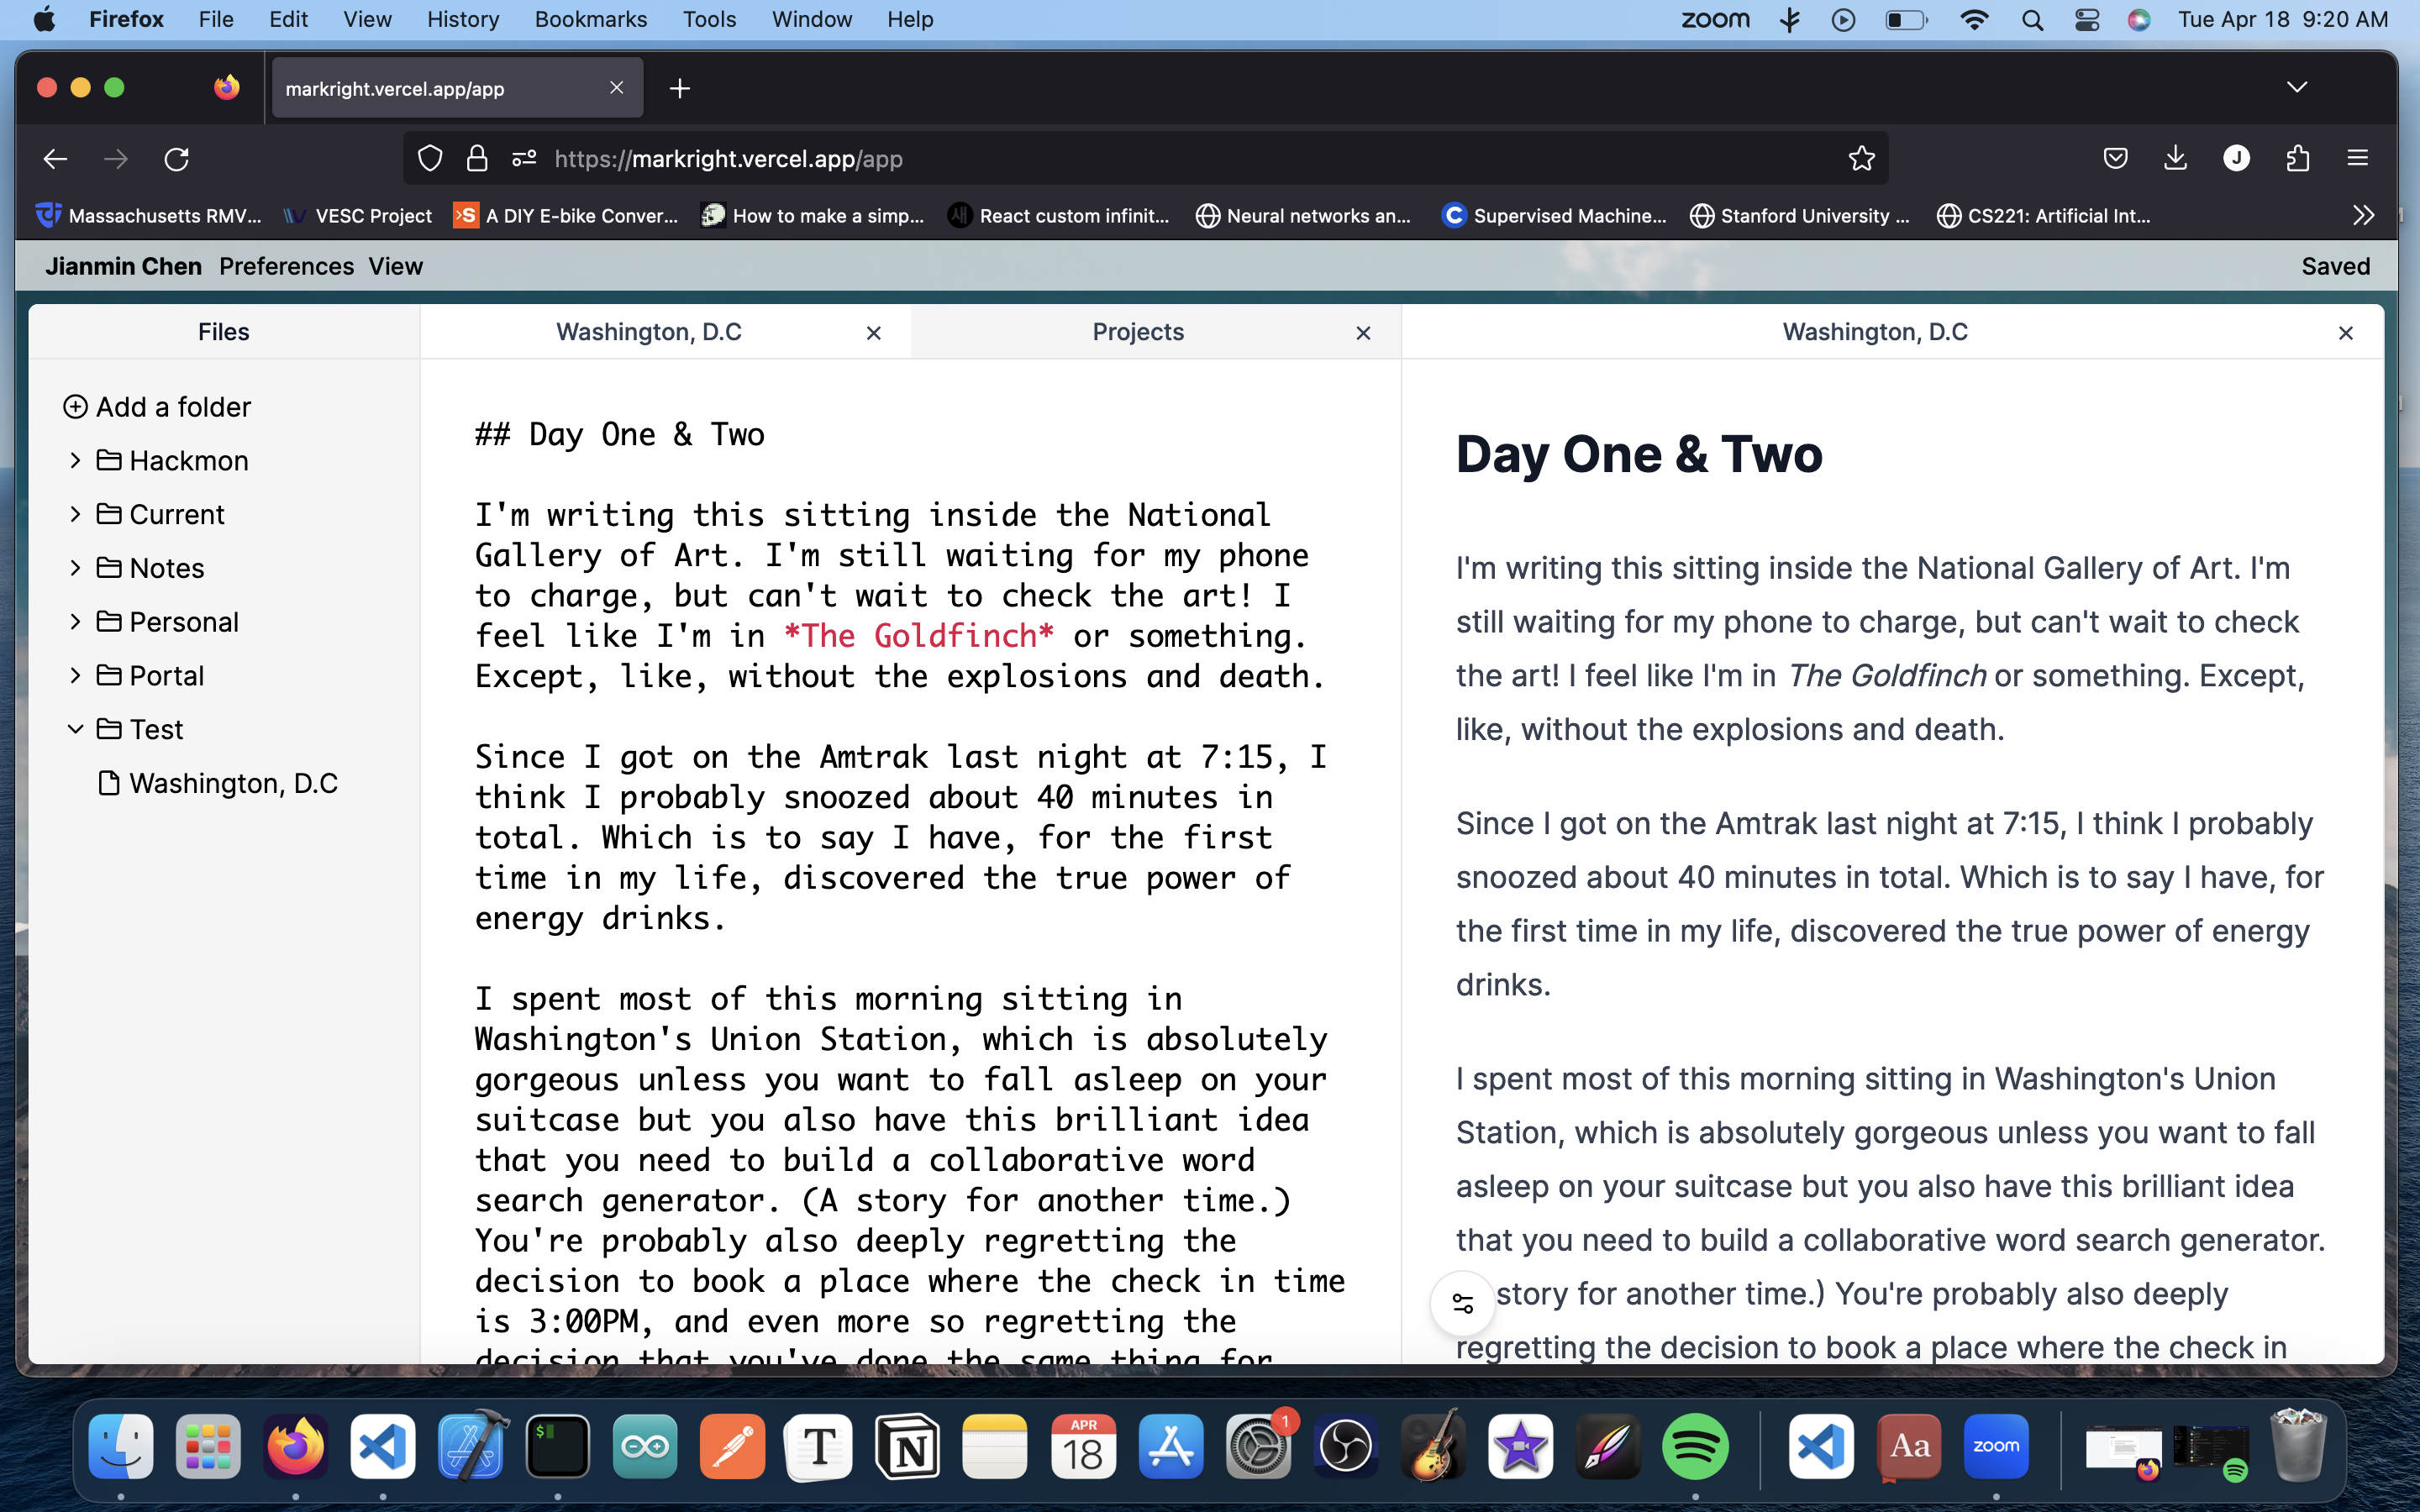 Firefox File Edit View History Bookmarks Tools Window Help zoom Tue Apr 18 9:20 AM
markright.vercel.app/app
https://markright.vercel.app/app
J
Massachusetts RMV... VESC Project A DIY E-bike Conver... How to make a simp... React custom infinit... Neural networks an... Supervised Machine... Stanford University ... CS221: Artificial Int...
Jianmin Chen Preferences View Saved
Files
Add a folder
Hackmon
Current
Notes
Personal
Portal
Test
Washington, D.C
Washington, D.C Projects
## Day One & Two
I'm writing this sitting inside the National
Gallery of Art. I'm still waiting for my phone
to charge, but can't wait to check the art! I
feel like I'm in *The Goldfinch* or something.
Except, like, without the explosions and death.
Since I got on the Amtrak last night at 7:15, I
think I probably snoozed about 40 minutes in
total. Which is to say I have, for the first
time in my life, discovered the true power of
energy drinks.
I spent most of this morning sitting in
Washington's Union Station, which is absolutely
gorgeous unless you want to fall asleep on your
suitcase but you also have this brilliant idea
that you need to build a collaborative word
search generator. (A story for another time.)
You're probably also deeply regretting the
decision to book a place where the check in time
is 3:00PM, and even more so regretting the
decision that you've done the same thing for
Washington, D.C
Day One & Two
I'm writing this sitting inside the National Gallery of Art. I'm
still waiting for my phone to charge, but can't wait to check
the art! I feel like I'm in The Goldfinch or something. Except,
like, without the explosions and death.
Since I got on the Amtrak last night at 7:15, I think I probably
snoozed about 40 minutes in total. Which is to say I have, for
the first time in my life, discovered the true power of energy
drinks.
I spent most of this morning sitting in Washington's Union
Station, which is absolutely gorgeous unless you want to fall
asleep on your suitcase but you also have this brilliant idea
that you need to build a collaborative word search generator.
story for another time.) You're probably also deeply
regretting the decision to book a place where the check in
$
T
N
APR
18
1
Aa
zoom